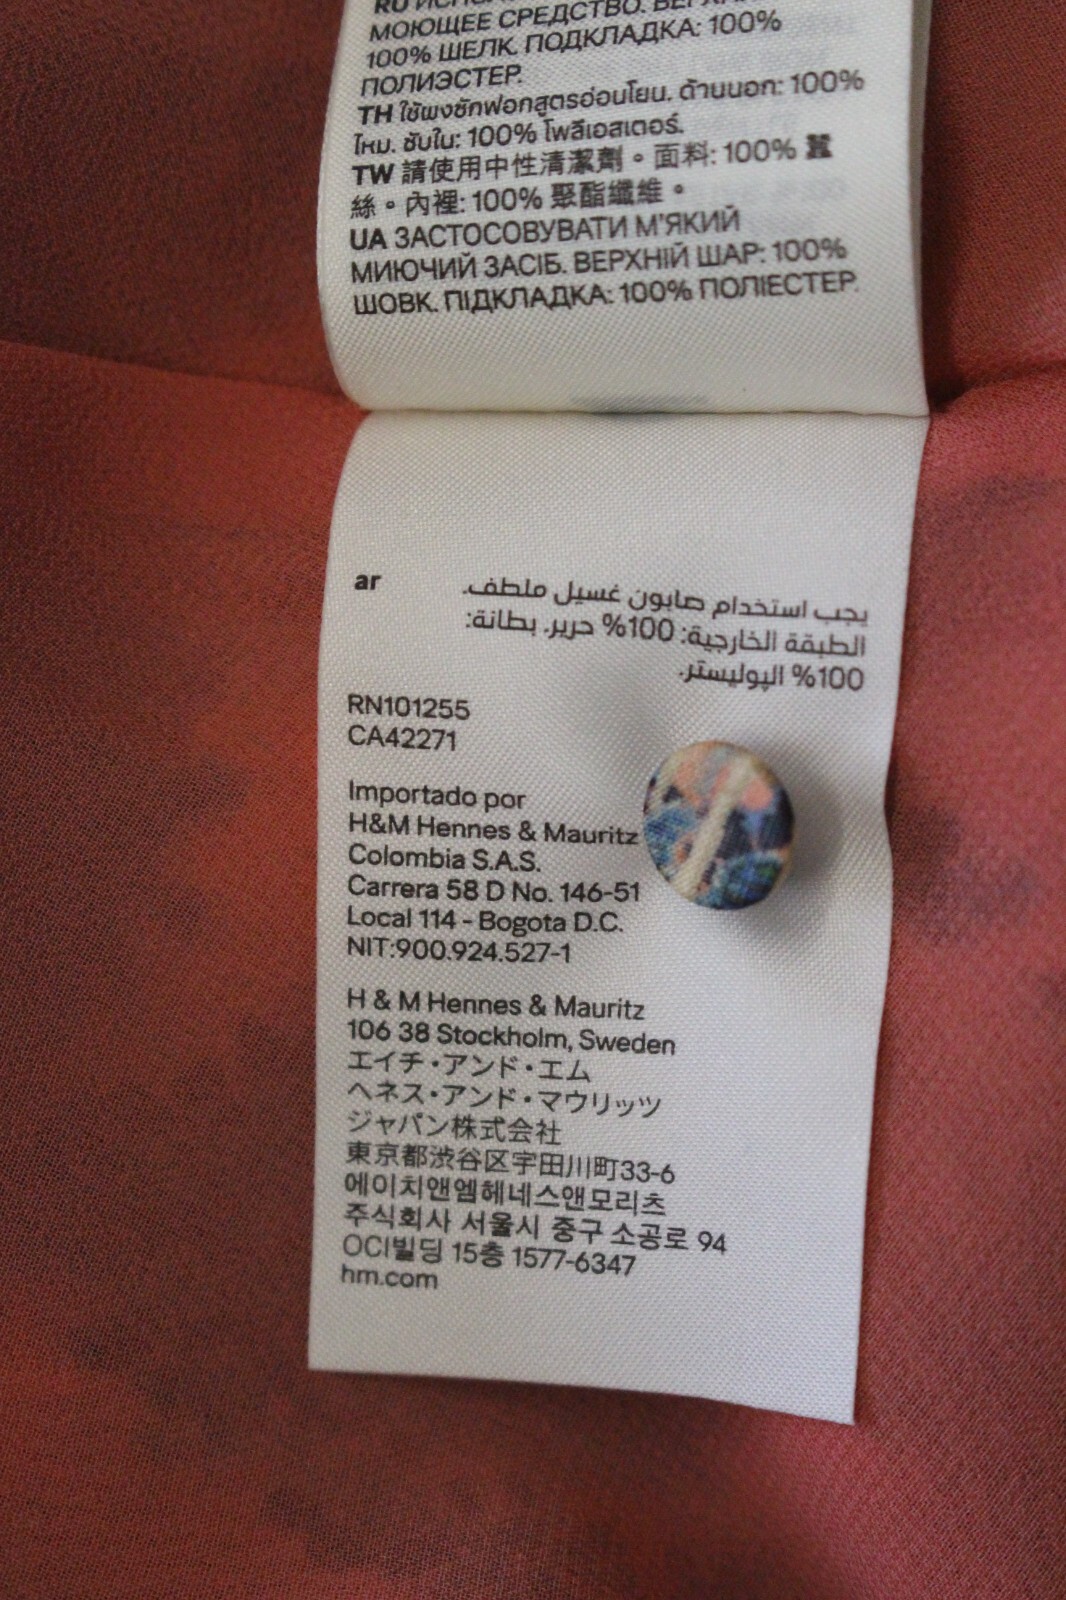 RU
МОЮЩЕЕ СРЕДСТВО.
100% ШЕЛК. ПОДКЛАДКА: 100%
ПОЛИЭСТЕР.
TH ใช้ผงซักฟอกสูตรอ่อนโยน. ด้านนอก: 100%
ไหม. ซับใน: 100% โพลีเอสเตอร์.
TW 請使用中性清潔劑。面料: 100% 蠶
絲。內裡: 100% 聚酯纖維。
UA ЗАСТОСОВУВАТИ М'ЯКИЙ
МИЮЧИЙ ЗАСІБ. ВЕРХНІЙ ШАР: 100%
ШОВК. ПІДКЛАДКА: 100% ПОЛІЕСТЕР.
ar
يجب استخدام صابون غسيل ملطف.
الطبقة الخارجية: 100% حرير. بطانة:
100% البوليستر.
RN101255
CA42271
Importado por
H&M Hennes & Mauritz
Colombia S.A.S.
Carrera 58 D No. 146-51
Local 114 - Bogota D.C.
NIT:900.924.527-1
H & M Hennes & Mauritz
106 38 Stockholm, Sweden
エイチ・アンド・エム
ヘネス・アンド・マウリッツ
ジャパン株式会社
東京都渋谷区宇田川町33-6
에이치앤엠헤네스앤모리츠
주식회사 서울시 중구 소공로 94
OCI빌딩 15층 1577-6347
hm.com